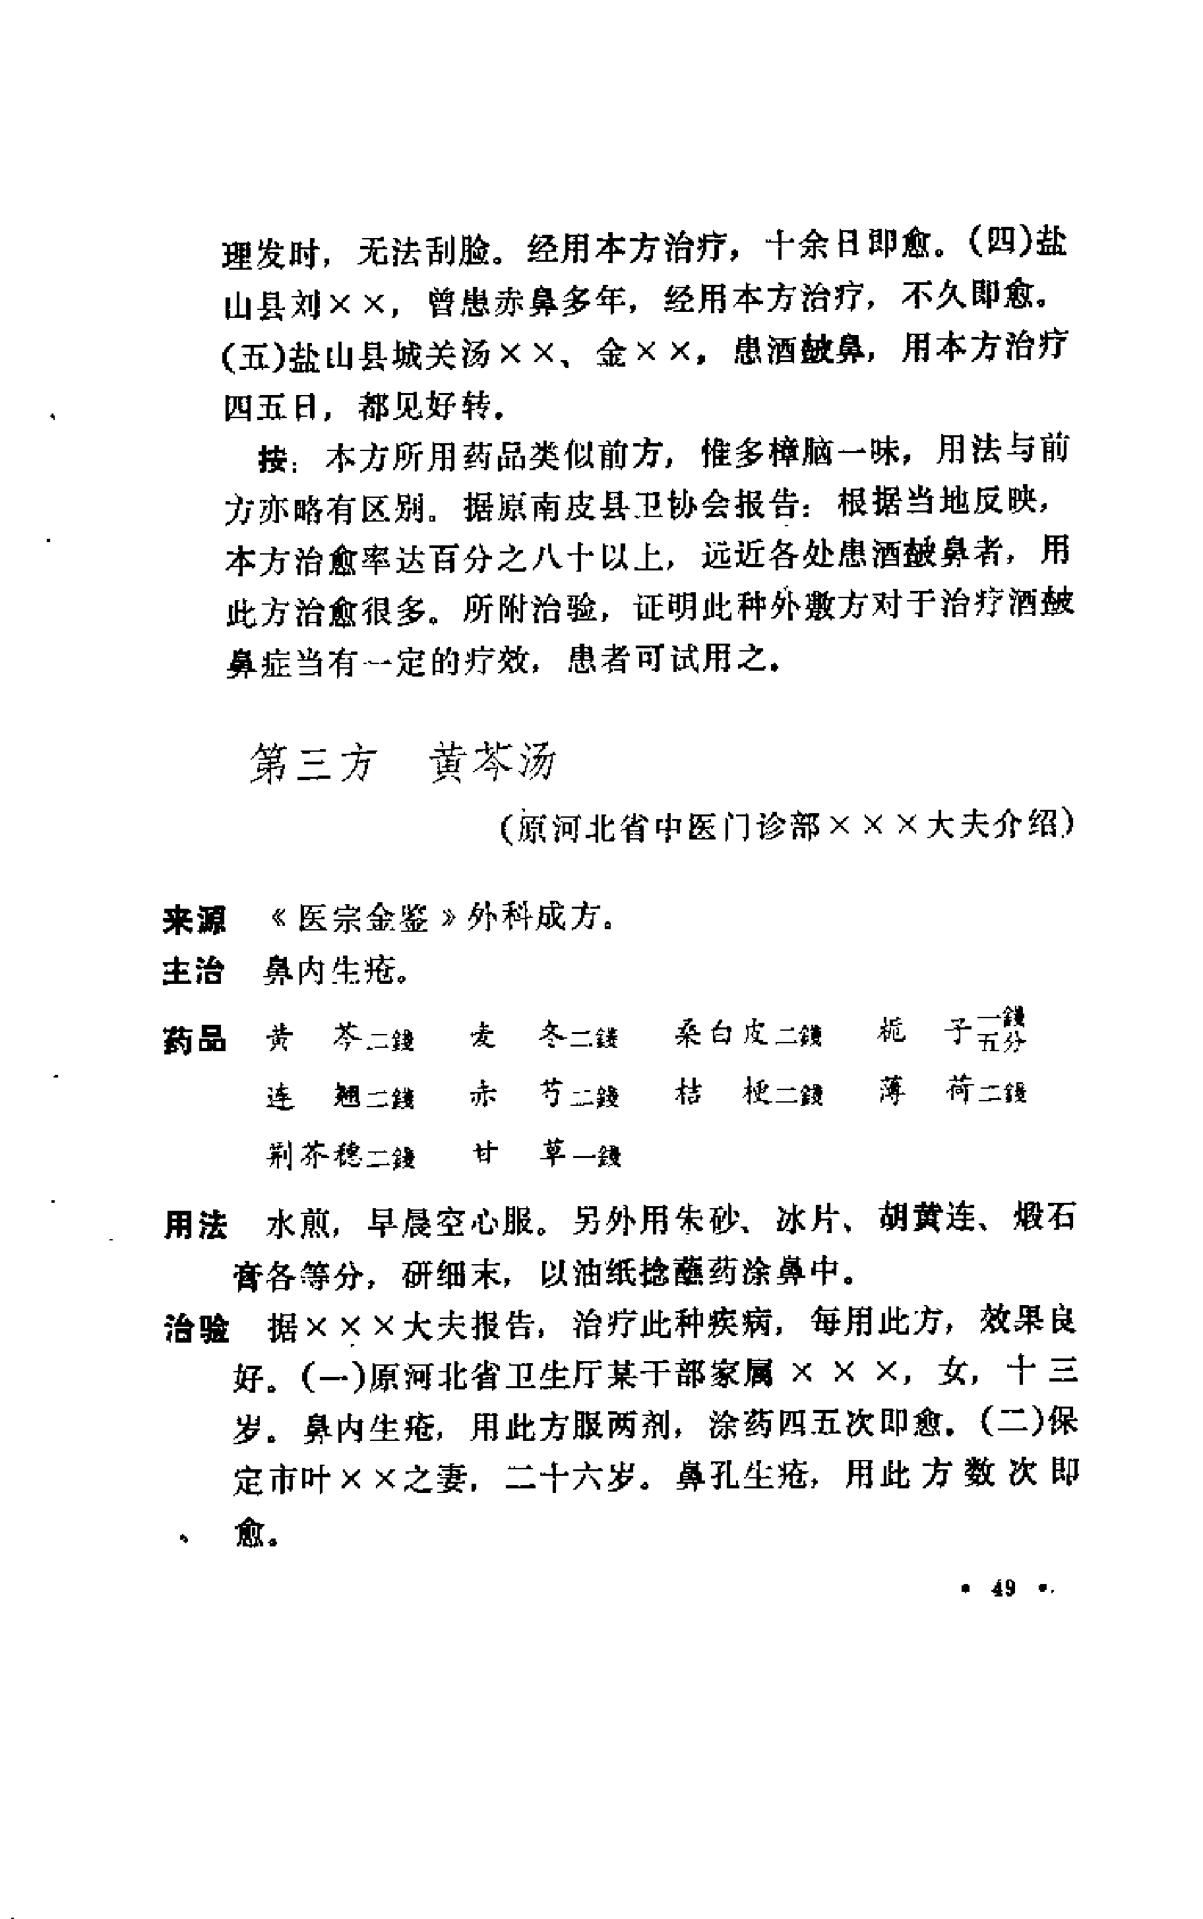 理发时，无法刮脸。经用本方治疗，十余日即愈。(四)盐
山县刘××，曾患赤鼻多年，经用本方治疗，不久即愈。
(五)盐山县城关汤××、金××，患酒皶鼻，用本方治疗
四五日，都见好转。
按：本方所用药品类似前方，惟多樟脑一味，用法与前
方亦略有区别。据原南皮县卫协会报告：根据当地反映，
本方治愈率达百分之八十以上，远近各处患酒皶鼻者，用
此方治愈很多。所附治验，证明此种外敷方对于治疗酒皶
鼻症当有一定的疗效，患者可试用之。
第三方　黄芩汤
(原河北省中医门诊部×××大夫介绍)
来源　《医宗金鉴》外科成方。
主治　鼻内生疮。
药品　黄　芩二錢　麦　冬二錢　桑白皮二錢　栀　子一錢五分
连　翘二錢　赤　芍二錢　桔　梗二錢　薄　荷二錢
荆芥穗二錢　甘　草一錢
用法　水煎，早晨空心服。另外用朱砂、冰片、胡黄连、煅石
膏各等分，研细末，以油纸捻蘸药涂鼻中。
治验　据×××大夫报告，治疗此种疾病，每用此方，效果良
好。(一)原河北省卫生厅某干部家属×××，女，十三
岁。鼻内生疮，用此方服两剂，涂药四五次即愈。(二)保
定市叶××之妻，二十六岁。鼻孔生疮，用此方数次即
愈。
• 49 •